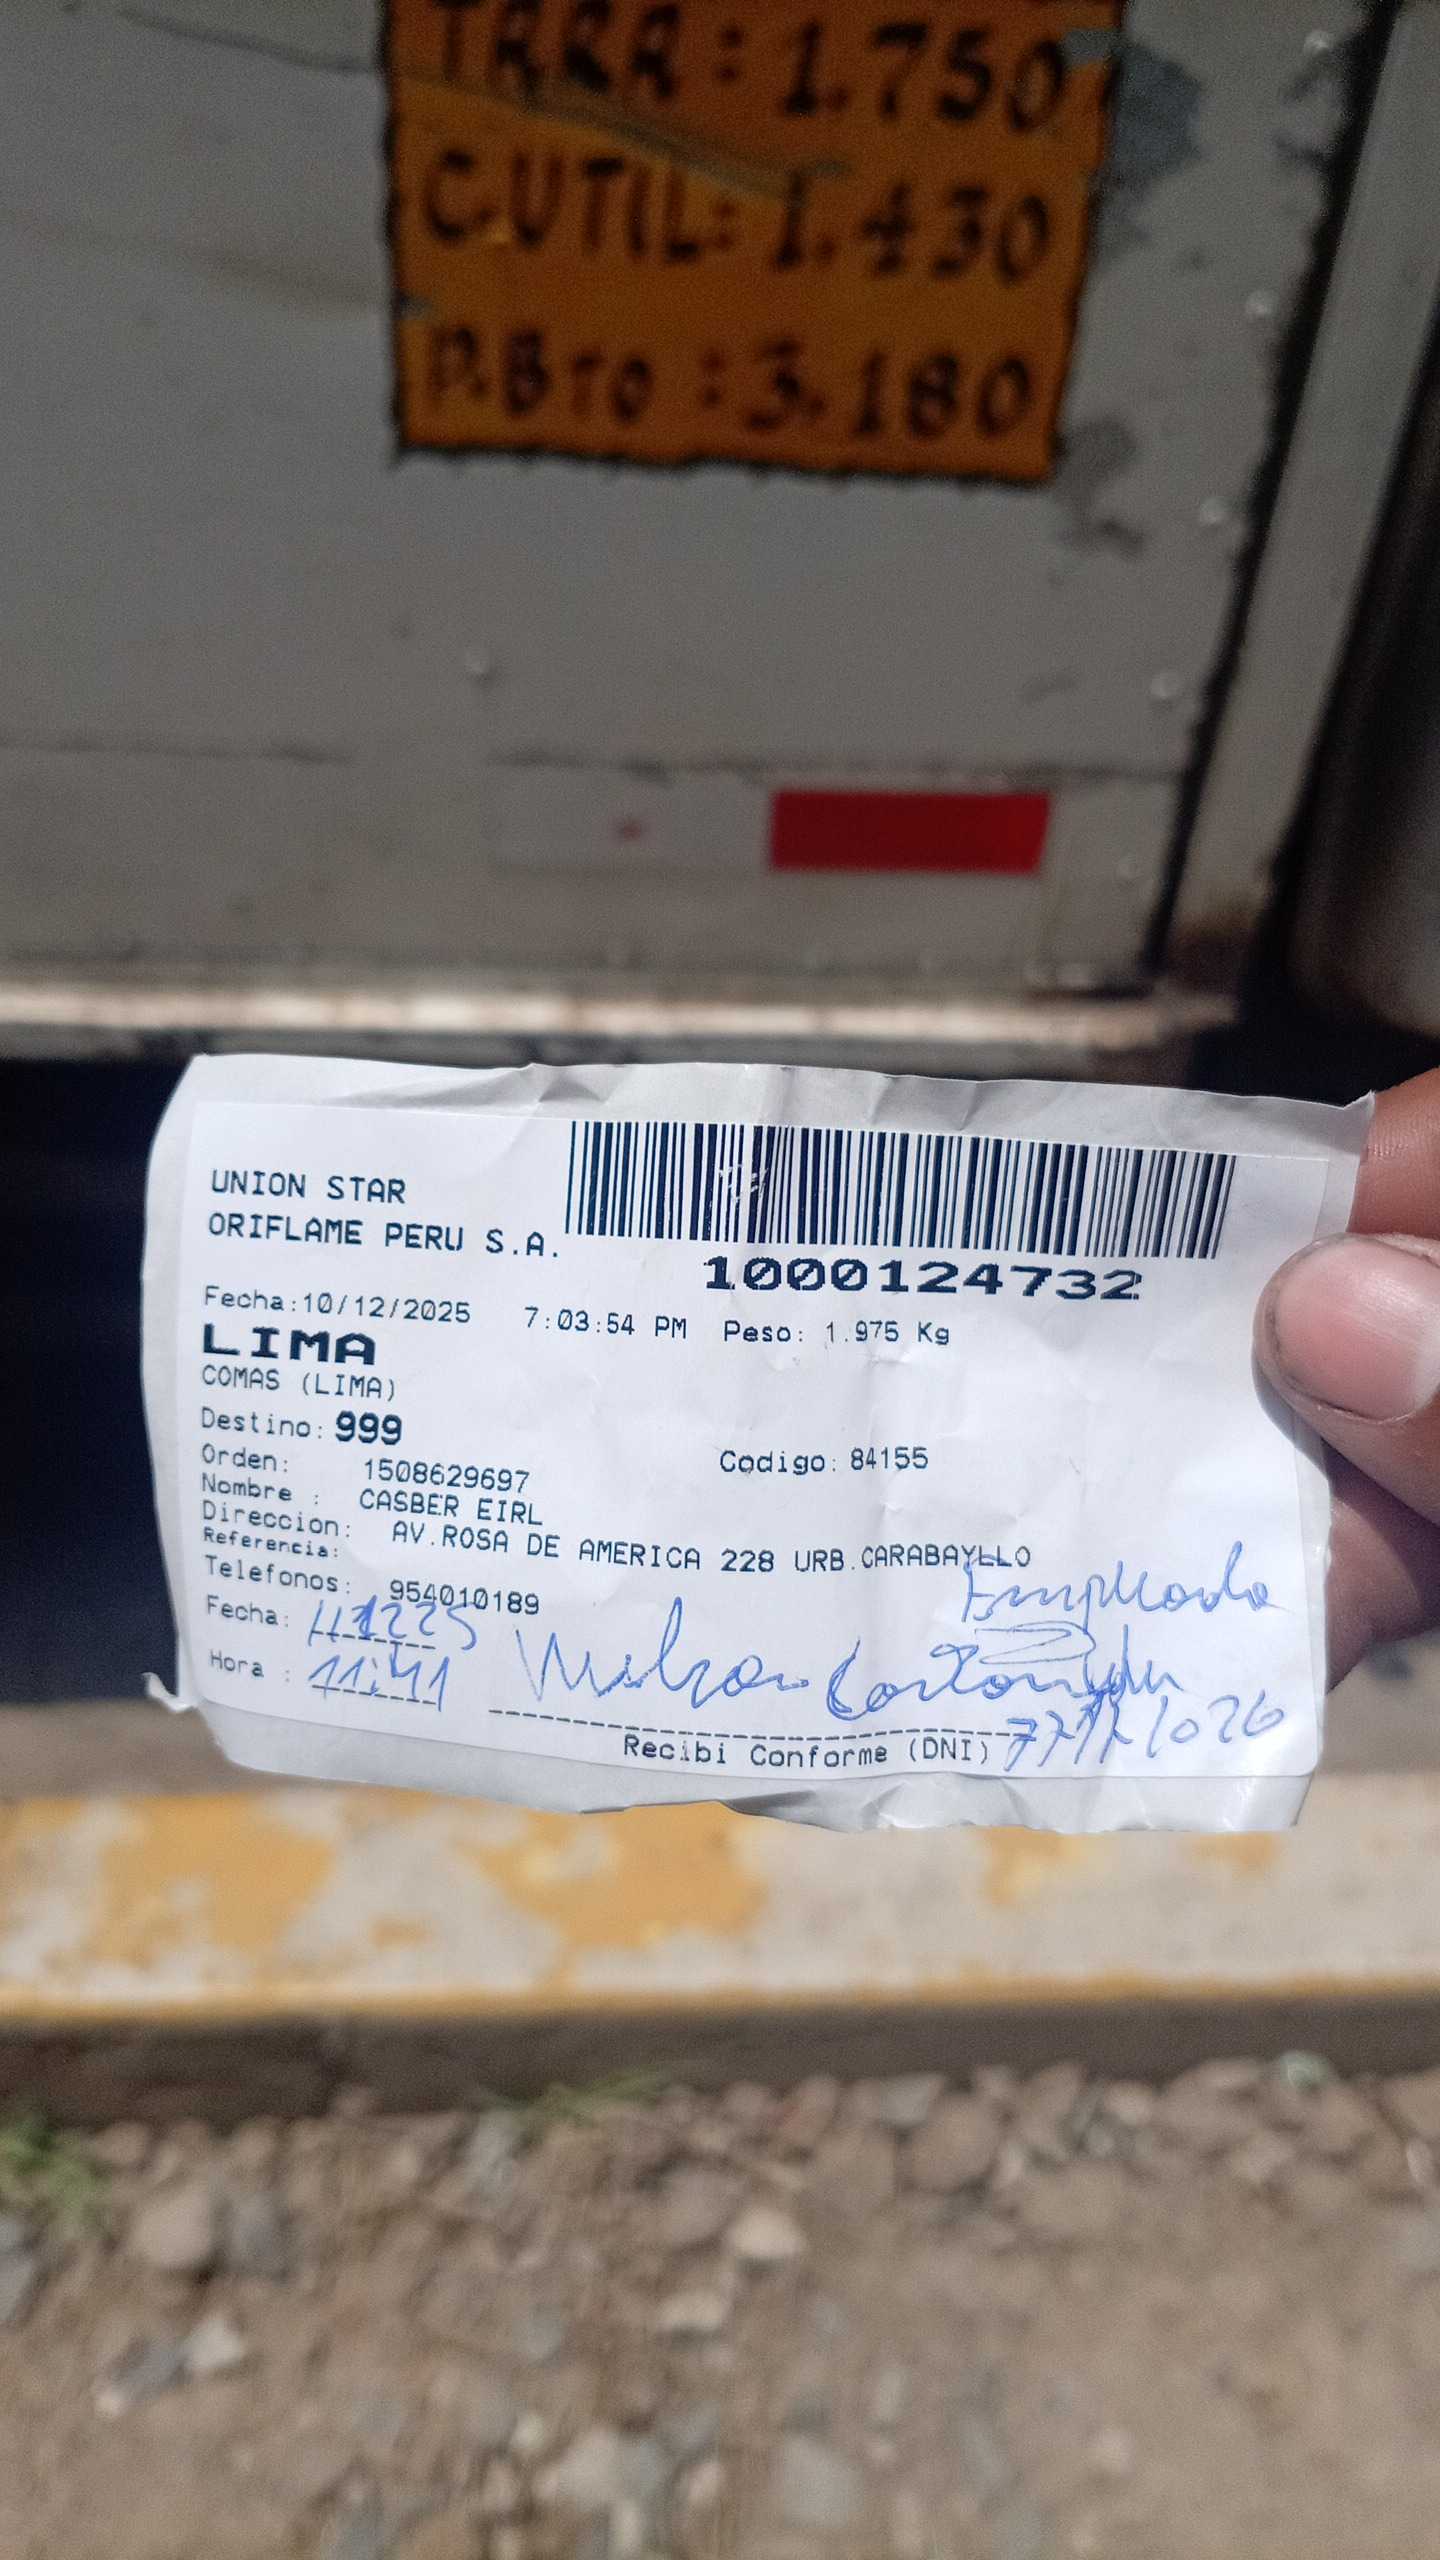 TARA : 1.750
C.UTIL: 1.430
P.BTO : 3.180
UNION STAR
ORIFLAME PERU S.A.
1000124732
Fecha:10/12/2025 7:03:54 PM Peso: 1.975 Kg
LIMA
COMAS (LIMA)
Destino: 999
Orden: 1508629697 Codigo: 84155
Nombre : CASBER EIRL
Direccion: AV.ROSA DE AMERICA 228 URB.CARABAYLLO
Referencia:
Telefonos: 954010189
Fecha:
Hora : 11:41
Recibi Conforme (DNI)